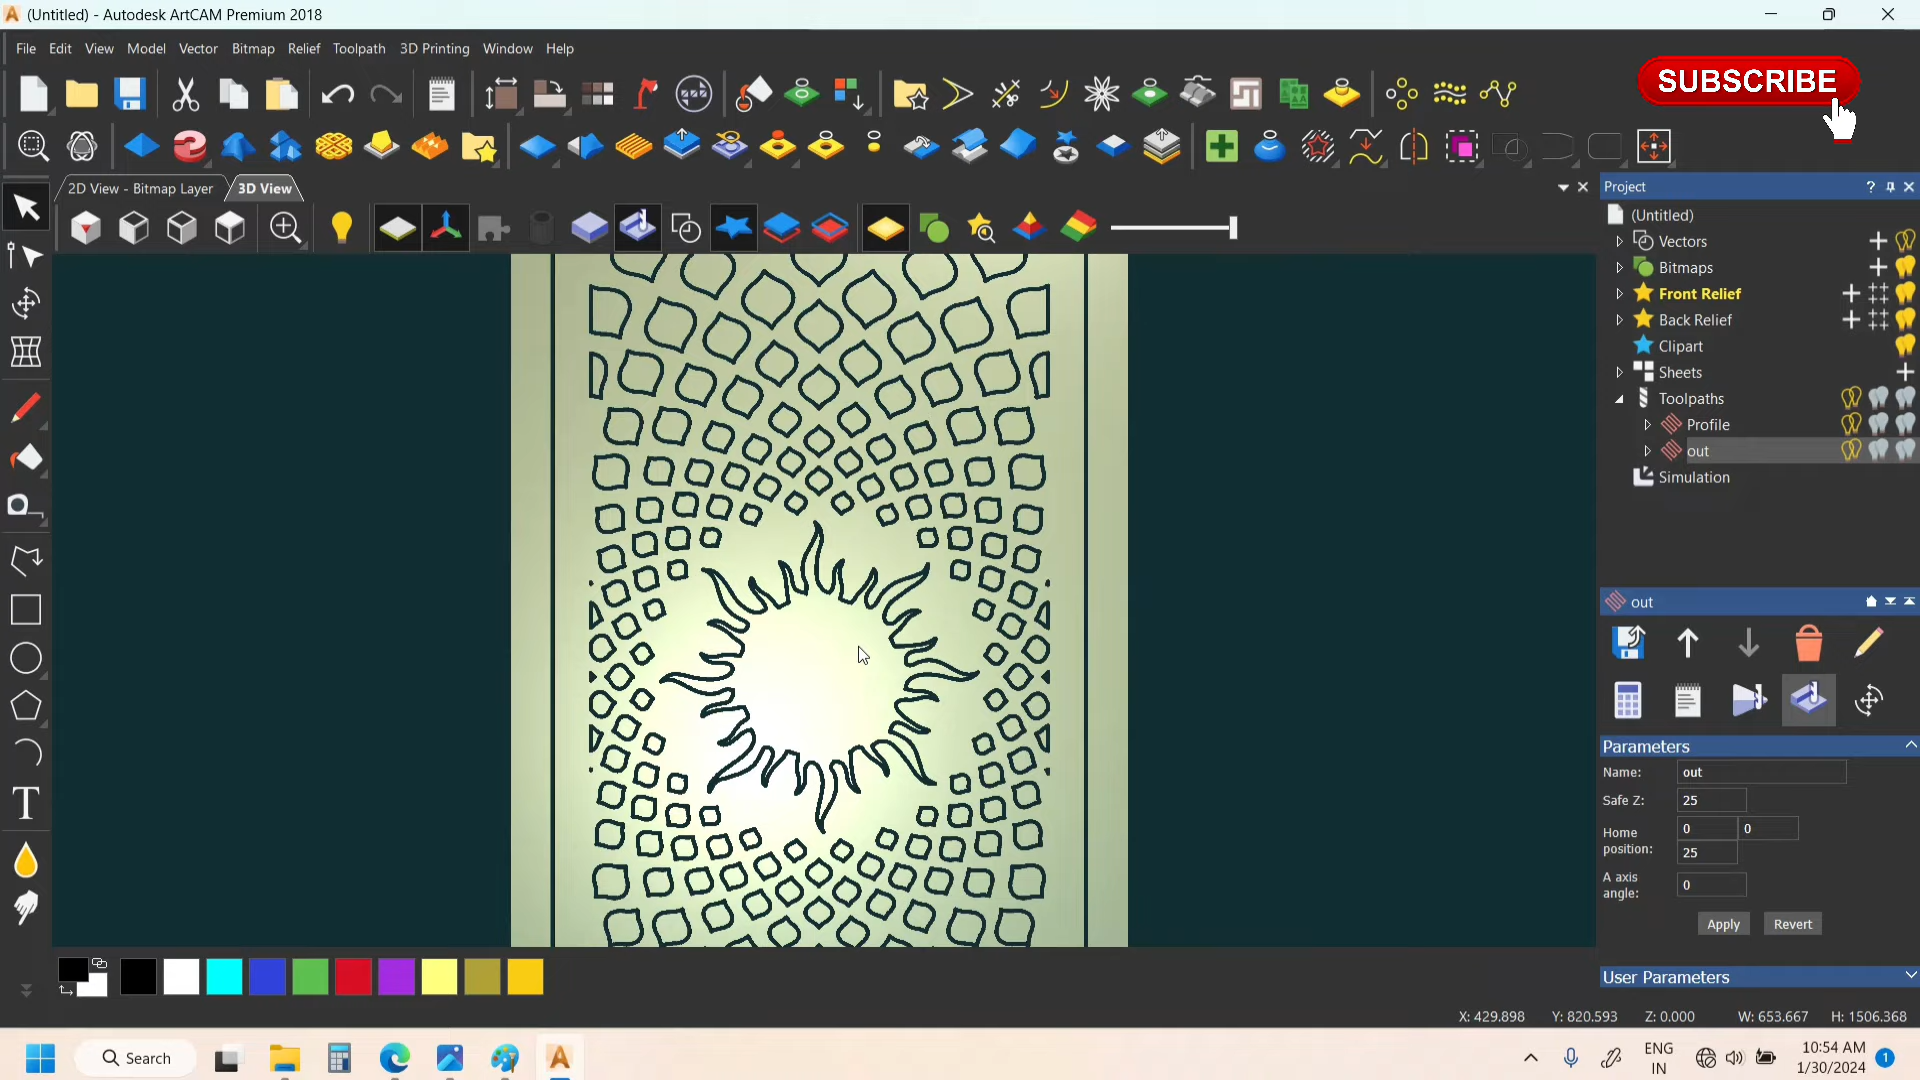 (Untitled) - Autodesk ArtCAM Premium 2018
File Edit View Model Vector Bitmap Relief Toolpath 3D Printing Window Help
SUBSCRIBE
2D View - Bitmap Layer 3D View
Project
(Untitled)
Vectors
Bitmaps
Front Relief
Back Relief
Clipart
Sheets
Toolpaths
Profile
out
Simulation
out
Parameters
Name: out
Safe Z: 25
Home position: 0 0
25
A axis angle: 0
Apply Revert
User Parameters
X: 429.898 Y: 820.593 Z: 0.000 W: 653.667 H: 1506.368
Search
ENG
IN
10:54 AM
1/30/2024
1